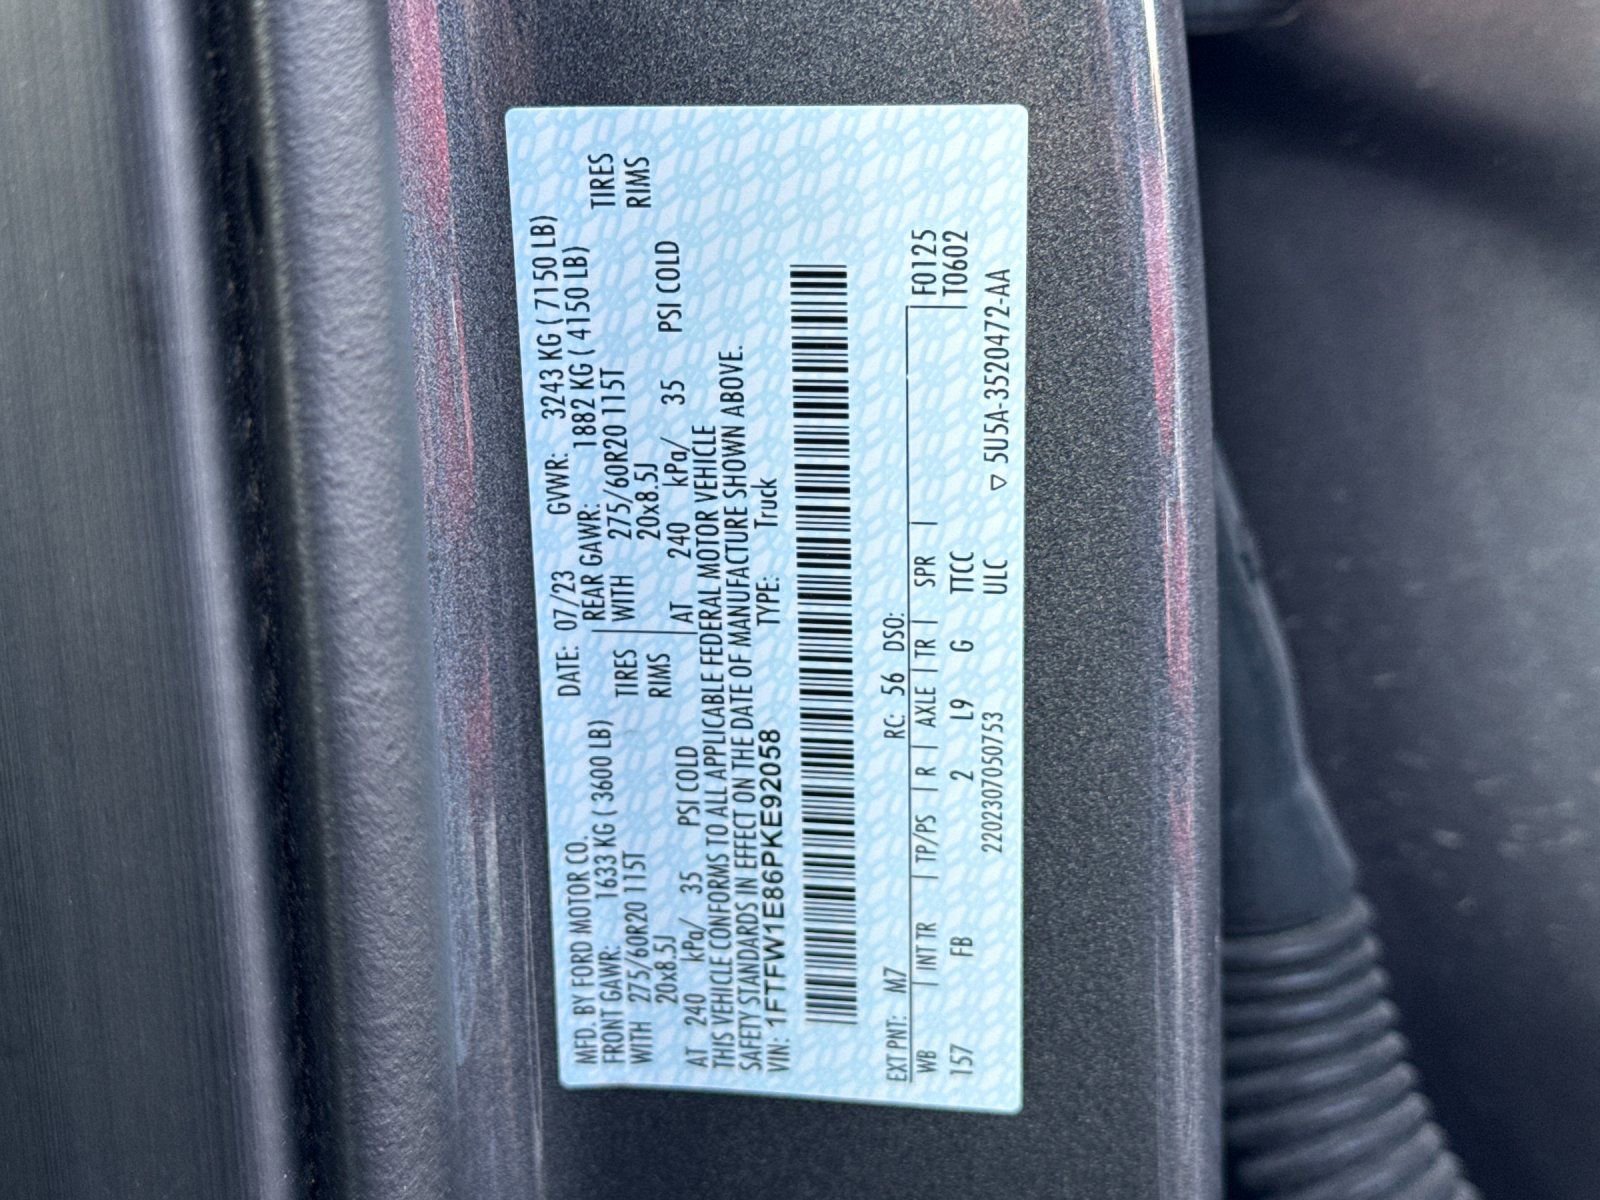 MFD. BY FORD MOTOR CO. DATE: 07/23 GVWR: 3243 KG ( 7150 LB)
FRONT GAWR: 1633 KG ( 3600 LB) REAR GAWR: 1882 KG ( 4150 LB)
WITH 275/60R20 115T TIRES WITH 275/60R20 115T TIRES
20x8.5J RIMS 20x8.5J RIMS
AT 240 kPa/ 35 PSI COLD AT 240 kPa/ 35 PSI COLD
THIS VEHICLE CONFORMS TO ALL APPLICABLE FEDERAL MOTOR VEHICLE
SAFETY STANDARDS IN EFFECT ON THE DATE OF MANUFACTURE SHOWN ABOVE.
VIN: 1FTFW1E86PKE92058 TYPE: Truck
EXT PNT: M7 RC: 56 DSO:
WB | INT TR | TP/PS | R | AXLE | TR | SPR | F0125
157 FB 2 L9 G TTCC T0602
2202307050753 ULC ▽ 5U5A-3520472-AA